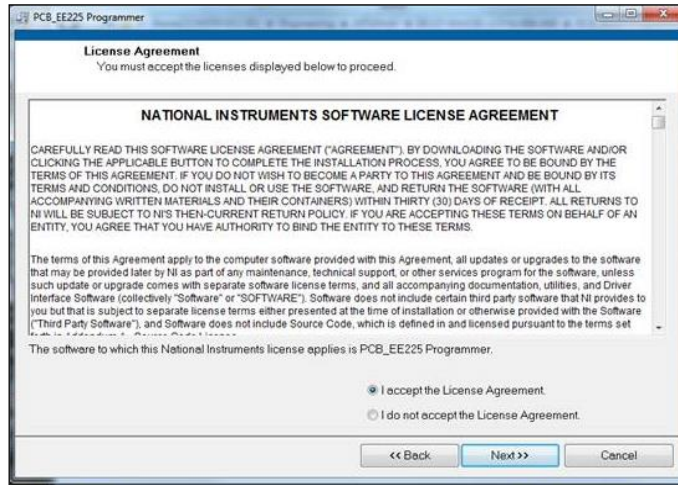 PCB_EE225 Programmer
License Agreement
You must accept the licenses displayed below to proceed.
NATIONAL INSTRUMENTS SOFTWARE LICENSE AGREEMENT
CAREFULLY READ THIS SOFTWARE LICENSE AGREEMENT ("AGREEMENT"). BY DOWNLOADING THE SOFTWARE AND/OR
CLICKING THE APPLICABLE BUTTON TO COMPLETE THE INSTALLATION PROCESS, YOU AGREE TO BE BOUND BY THE
TERMS OF THIS AGREEMENT. IF YOU DO NOT WISH TO BECOME A PARTY TO THIS AGREEMENT AND BE BOUND BY ITS
TERMS AND CONDITIONS, DO NOT INSTALL OR USE THE SOFTWARE, AND RETURN THE SOFTWARE (WITH ALL
ACCOMPANYING WRITTEN MATERIALS AND THEIR CONTAINERS) WITHIN THIRTY (30) DAYS OF RECEIPT. ALL RETURNS TO
NI WILL BE SUBJECT TO NI'S THEN-CURRENT RETURN POLICY. IF YOU ARE ACCEPTING THESE TERMS ON BEHALF OF AN
ENTITY, YOU AGREE THAT YOU HAVE AUTHORITY TO BIND THE ENTITY TO THESE TERMS.
The terms of this Agreement apply to the computer software provided with this Agreement, all updates or upgrades to the software
that may be provided later by NI as part of any maintenance, technical support, or other services program for the software, unless
such update or upgrade comes with separate software license terms, and all accompanying documentation, utilities, and Driver
Interface Software (collectively "Software" or "SOFTWARE"). Software does not include certain third party software that NI provides to
you but that is subject to separate license terms either presented at the time of installation or otherwise provided with the Software
("Third Party Software"), and Software does not include Source Code, which is defined in and licensed pursuant to the terms set
The software to which this National Instruments license applies is PCB_EE225 Programmer.
I accept the License Agreement.
I do not accept the License Agreement.
<< Back
Next >>
Cancel